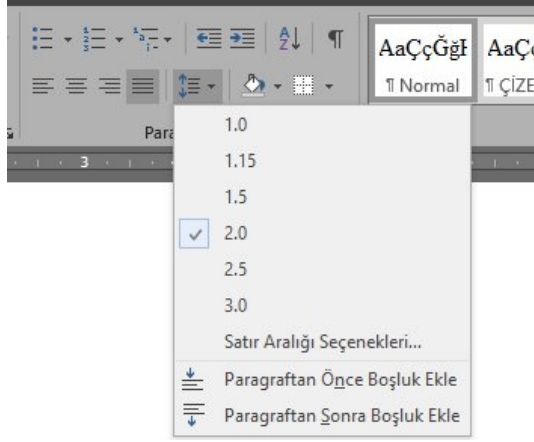 AaÇçĞğH AaÇç
¶ Normal ¶ ÇİZE
Para
3
1.0
1.15
1.5
2.0
2.5
3.0
Satır Aralığı Seçenekleri...
Paragraftan Önce Boşluk Ekle
Paragraftan Sonra Boşluk Ekle